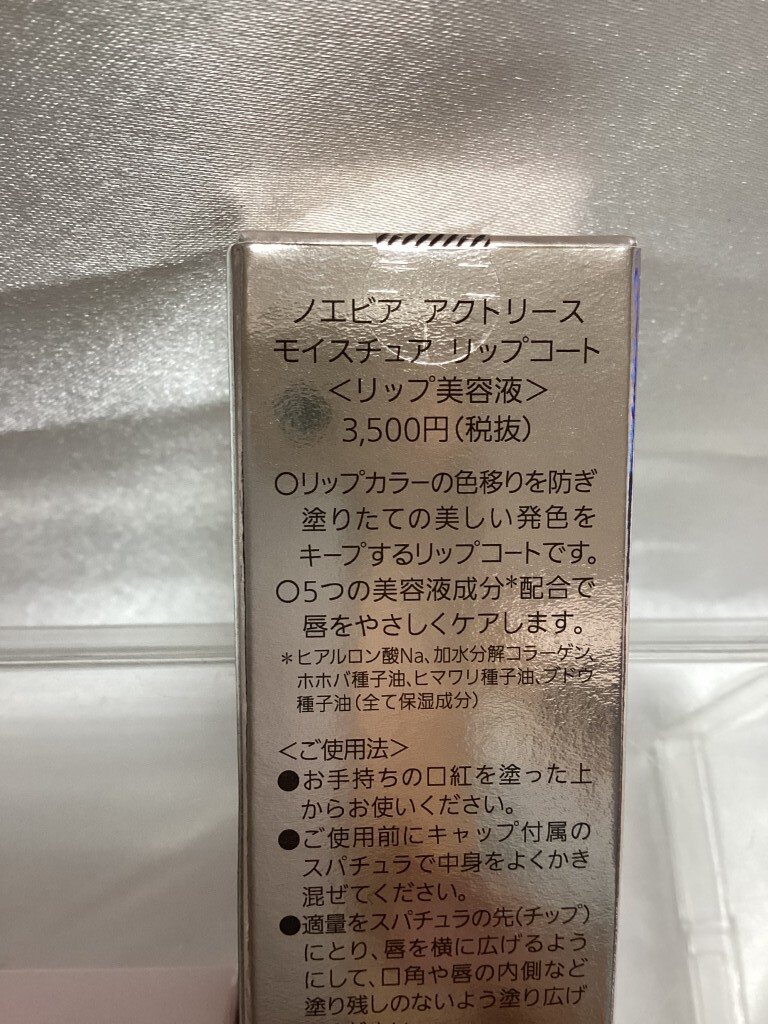 ノエビア アクトリース
モイスチュア リップコート
＜リップ美容液＞
3,500円（税抜）
○リップカラーの色移りを防ぎ
塗りたての美しい発色を
キープするリップコートです。
○5つの美容液成分*配合で
唇をやさしくケアします。
*ヒアルロン酸Na、加水分解コラーゲン、
ホホバ種子油、ヒマワリ種子油、ブドウ
種子油（全て保湿成分）
＜ご使用法＞
●お手持ちの口紅を塗った上
からお使いください。
●ご使用前にキャップ付属の
スパチュラで中身をよくかき
混ぜてください。
●適量をスパチュラの先（チップ）
にとり、唇を横に広げるよう
にして、口角や唇の内側など
塗り残しのないよう塗り広げ